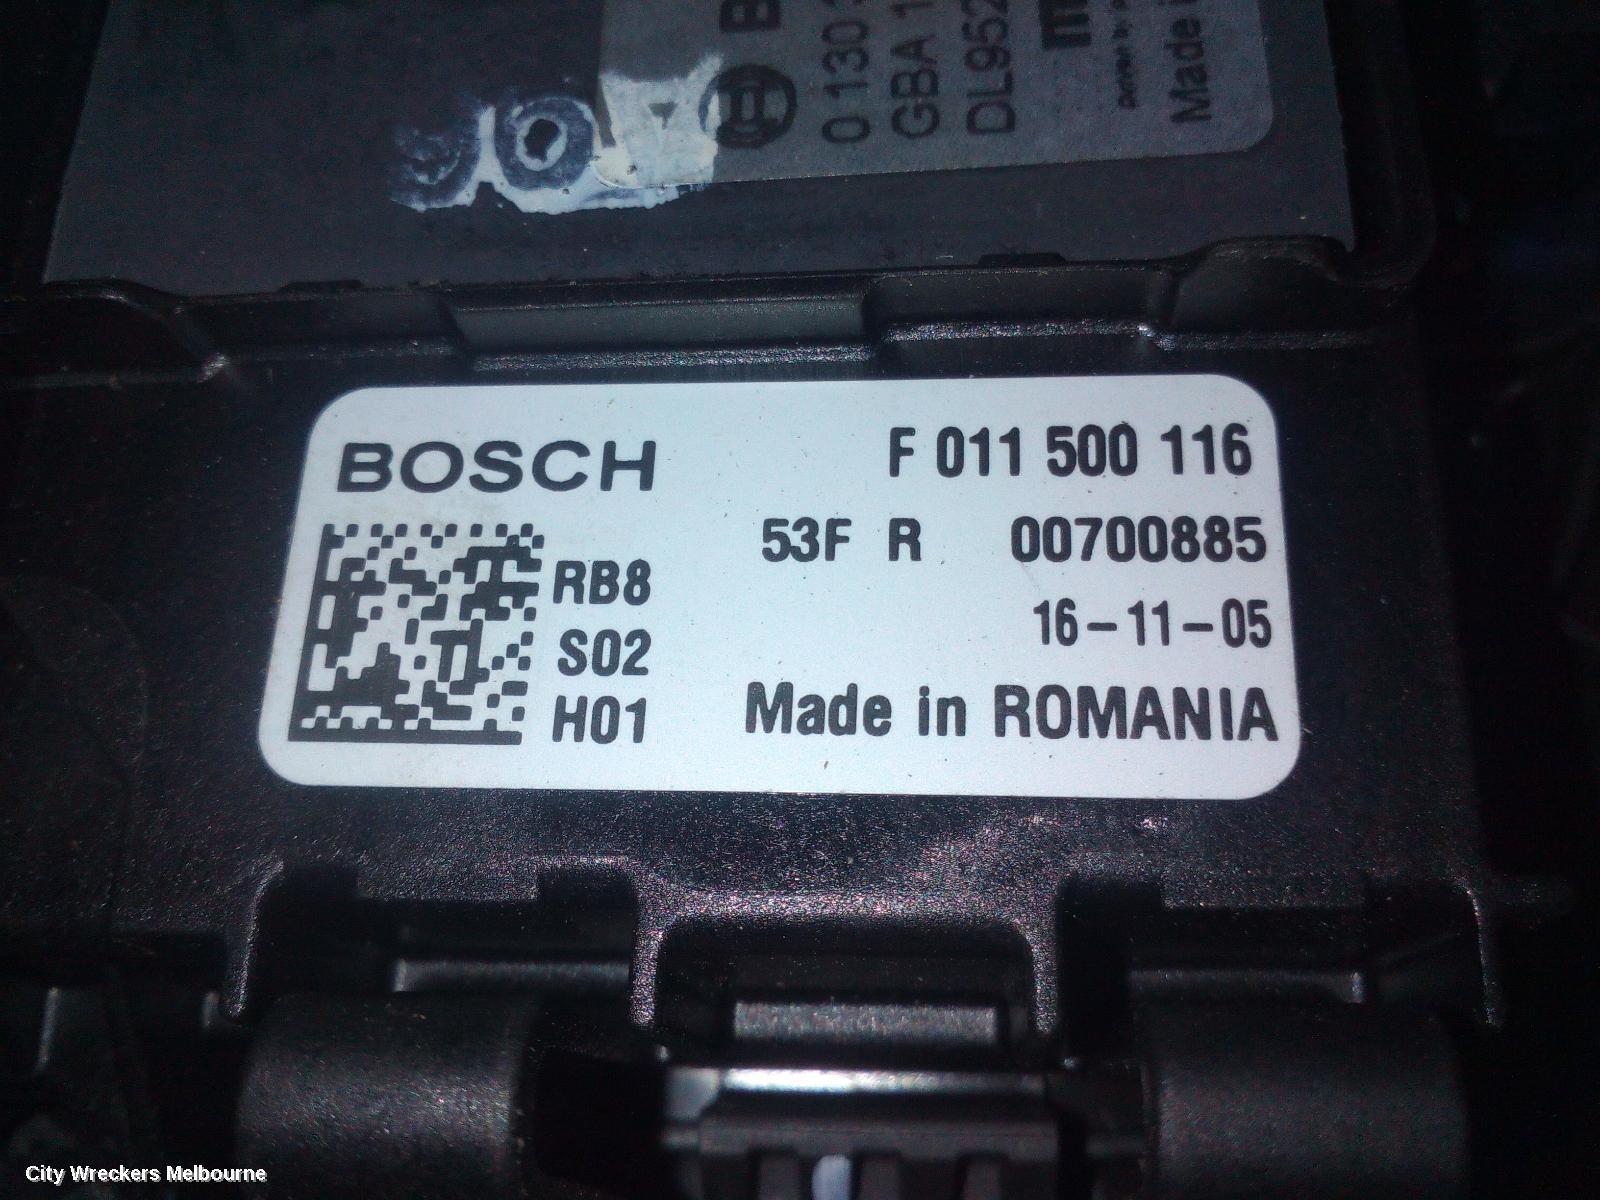 B
0 130
GBA 1
DL952
Made i
BOSCH
F 011 500 116
53F R 00700885
RB8
16-11-05
S02
H01
Made in ROMANIA
City Wreckers Melbourne